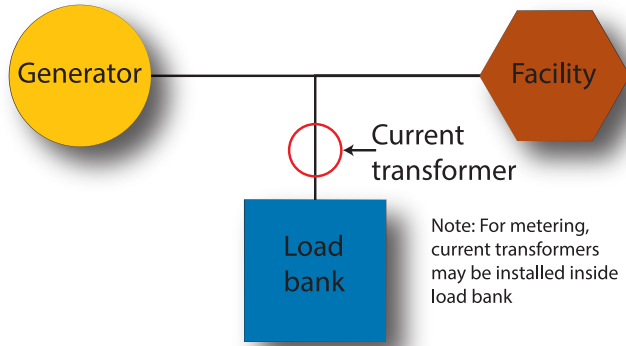 Generator
Facility
Current
transformer
Load
bank
Note: For metering,
current transformers
may be installed inside
load bank